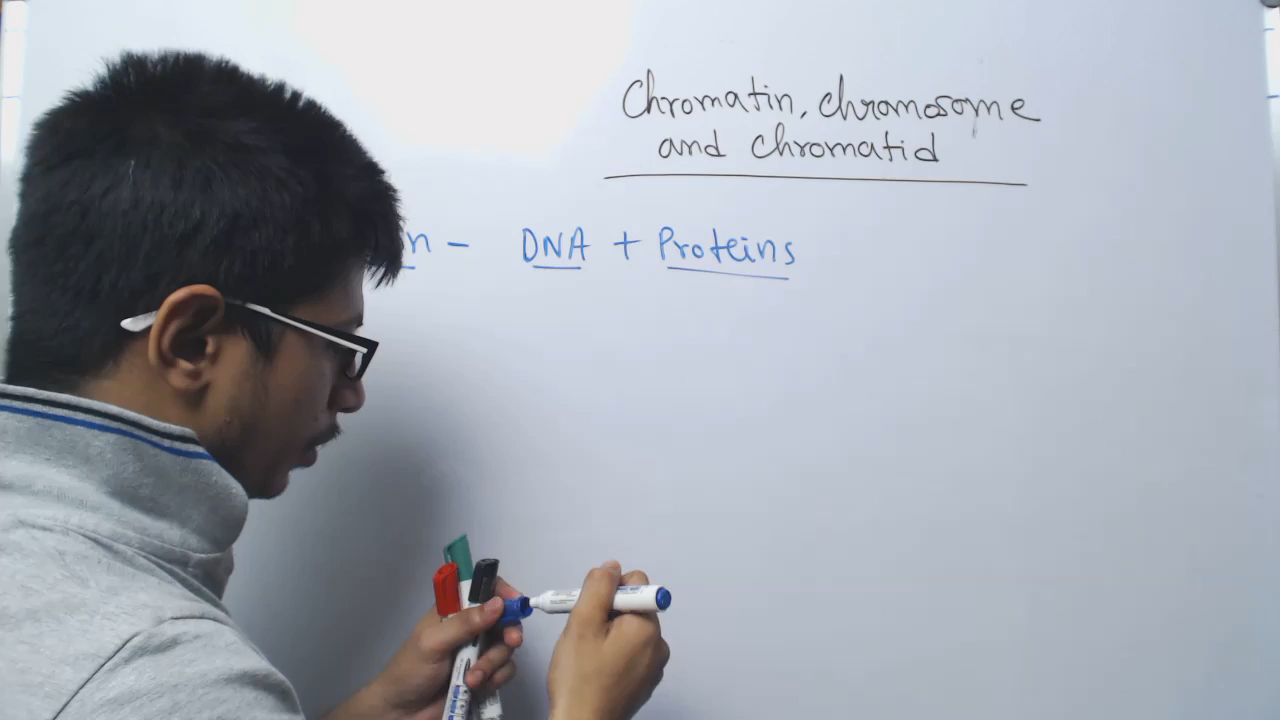 Chromatin, chromosome
and chromatid
n - DNA + Proteins